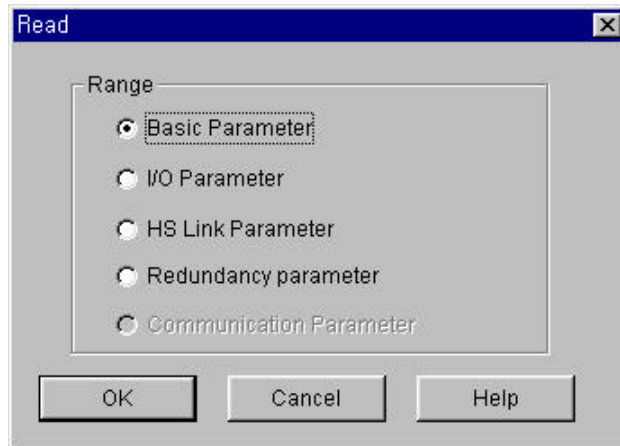 Read
Range
Basic Parameter
I/O Parameter
HS Link Parameter
Redundancy parameter
Communication Parameter
OK Cancel Help